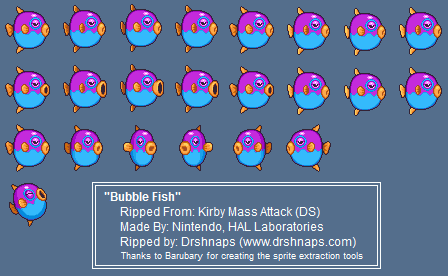 "Bubble Fish"
Ripped From: Kirby Mass Attack (DS)
Made By: Nintendo, HAL Laboratories
Ripped by: Drshnaps (www.drshnaps.com)
Thanks to Barubary for creating the sprite extraction tools